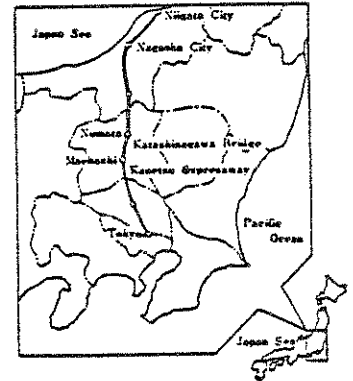 Niigata City
Japan Sea
Nagaoka City
Numata
Katashinagawa Bridge
Maebashi
Kanetsu Expressway
Pacific
Ocean
Tokyo
Japan Sea